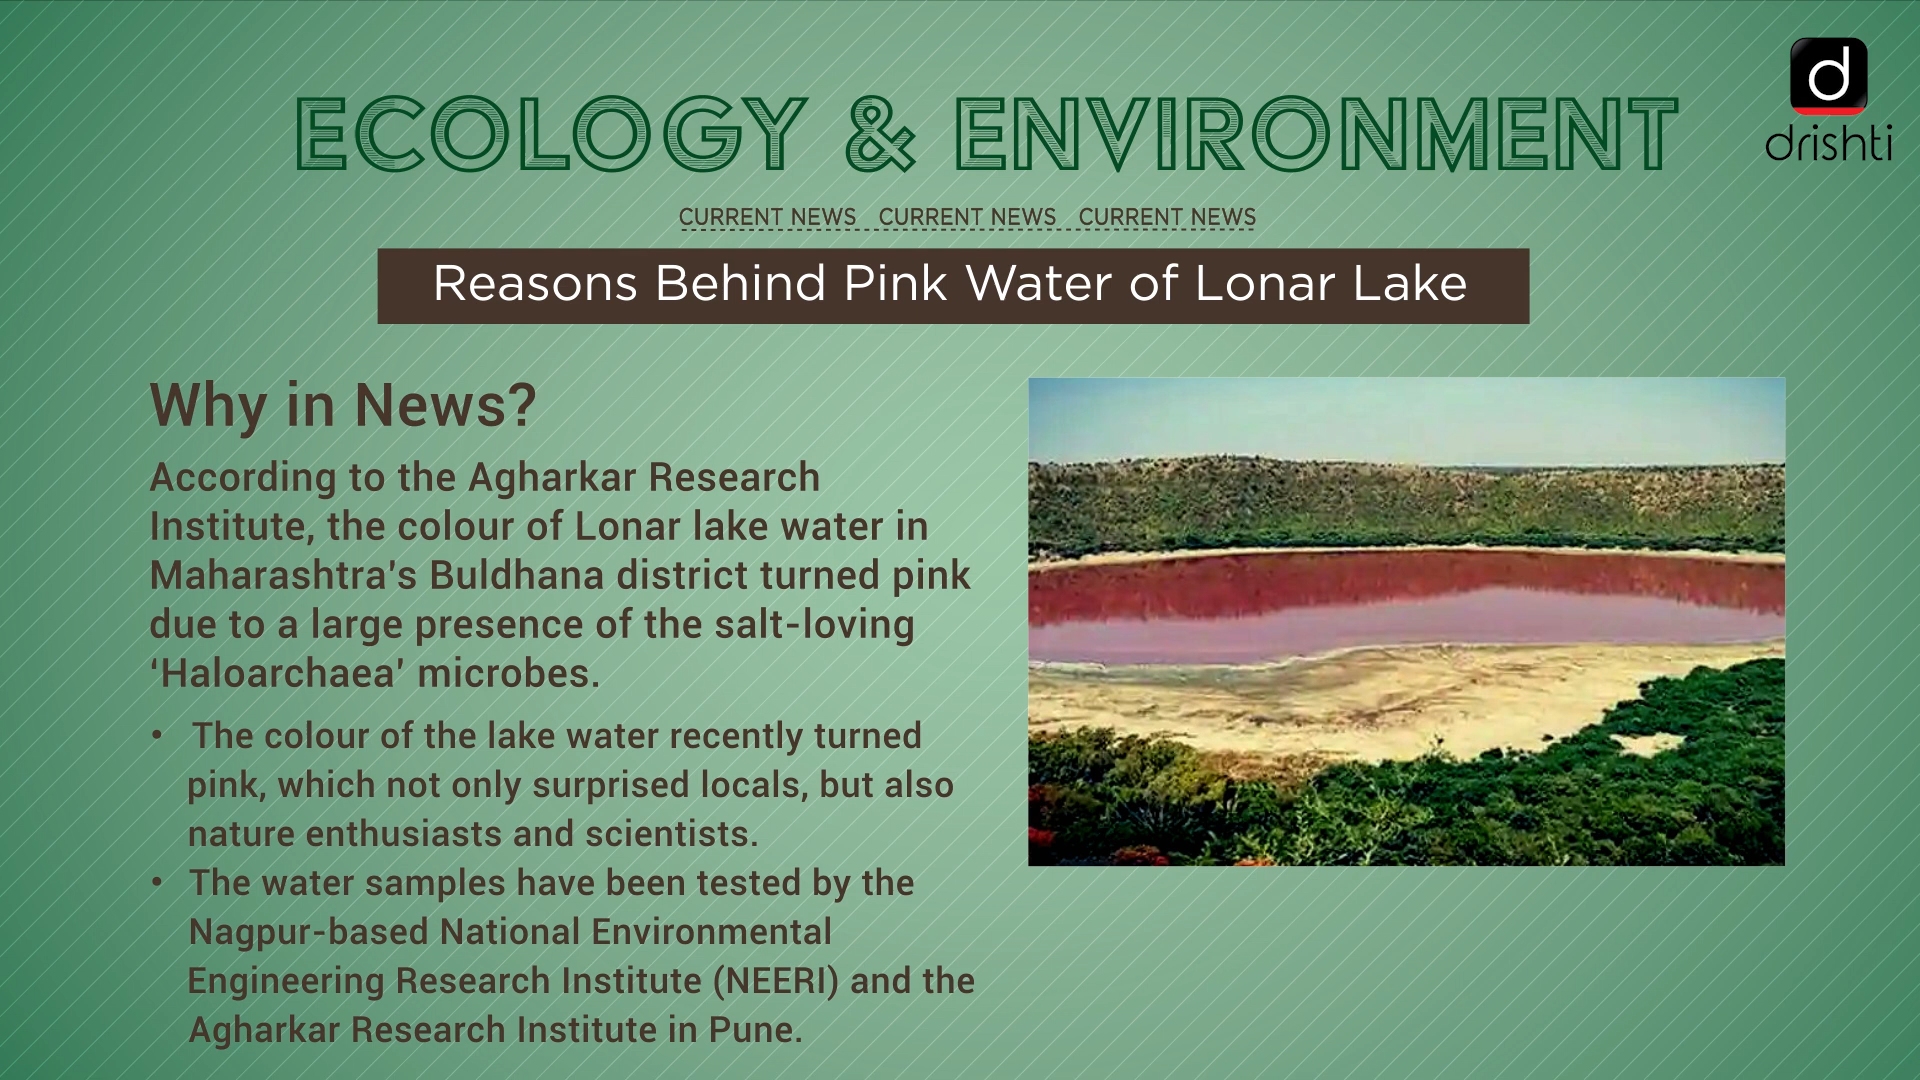 d
drishti
ECOLOGY & ENVIRONMENT
CURRENT NEWS CURRENT NEWS CURRENT NEWS
Reasons Behind Pink Water of Lonar Lake
Why in News?
According to the Agharkar Research
Institute, the colour of Lonar lake water in
Maharashtra's Buldhana district turned pink
due to a large presence of the salt-loving
‘Haloarchaea’ microbes.
• The colour of the lake water recently turned
pink, which not only surprised locals, but also
nature enthusiasts and scientists.
• The water samples have been tested by the
Nagpur-based National Environmental
Engineering Research Institute (NEERI) and the
Agharkar Research Institute in Pune.